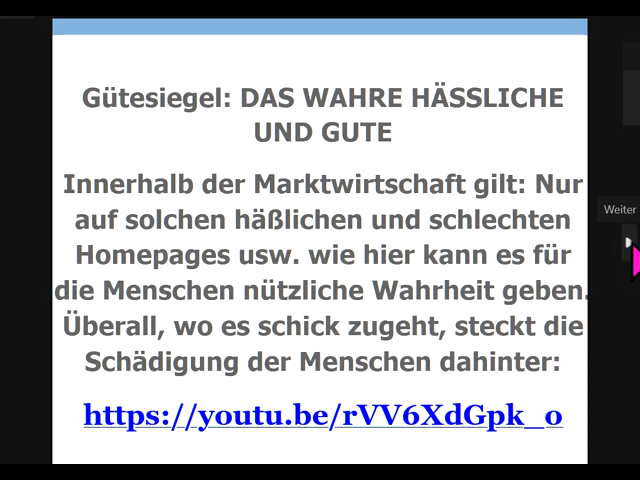 Gütesiegel: DAS WAHRE HÄSSLICHE
UND GUTE
Innerhalb der Marktwirtschaft gilt: Nur
auf solchen häßlichen und schlechten
Homepages usw. wie hier kann es für
die Menschen nützliche Wahrheit geben.
Überall, wo es schick zugeht, steckt die
Schädigung der Menschen dahinter:
https://youtu.be/rVV6XdGpk_o
Weiter